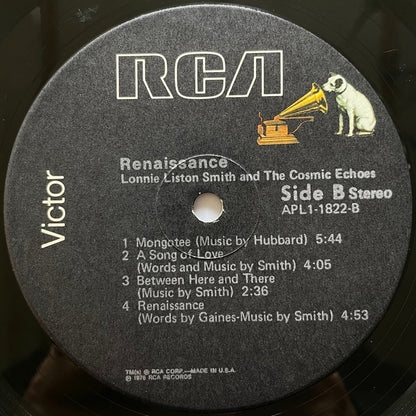 RCA
Victor
Renaissance
Lonnie Liston Smith and The Cosmic Echoes
Side B Stereo
APL1-1822-B
1 Mongotee (Music by Hubbard) 5:44
2 A Song of Love
(Words and Music by Smith) 4:05
3 Between Here and There
(Music by Smith) 2:36
4 Renaissance
(Words by Gaines-Music by Smith) 4:53
TM(s) ® RCA CORP.—MADE IN U.S.A.
℗ 1976 RCA RECORDS